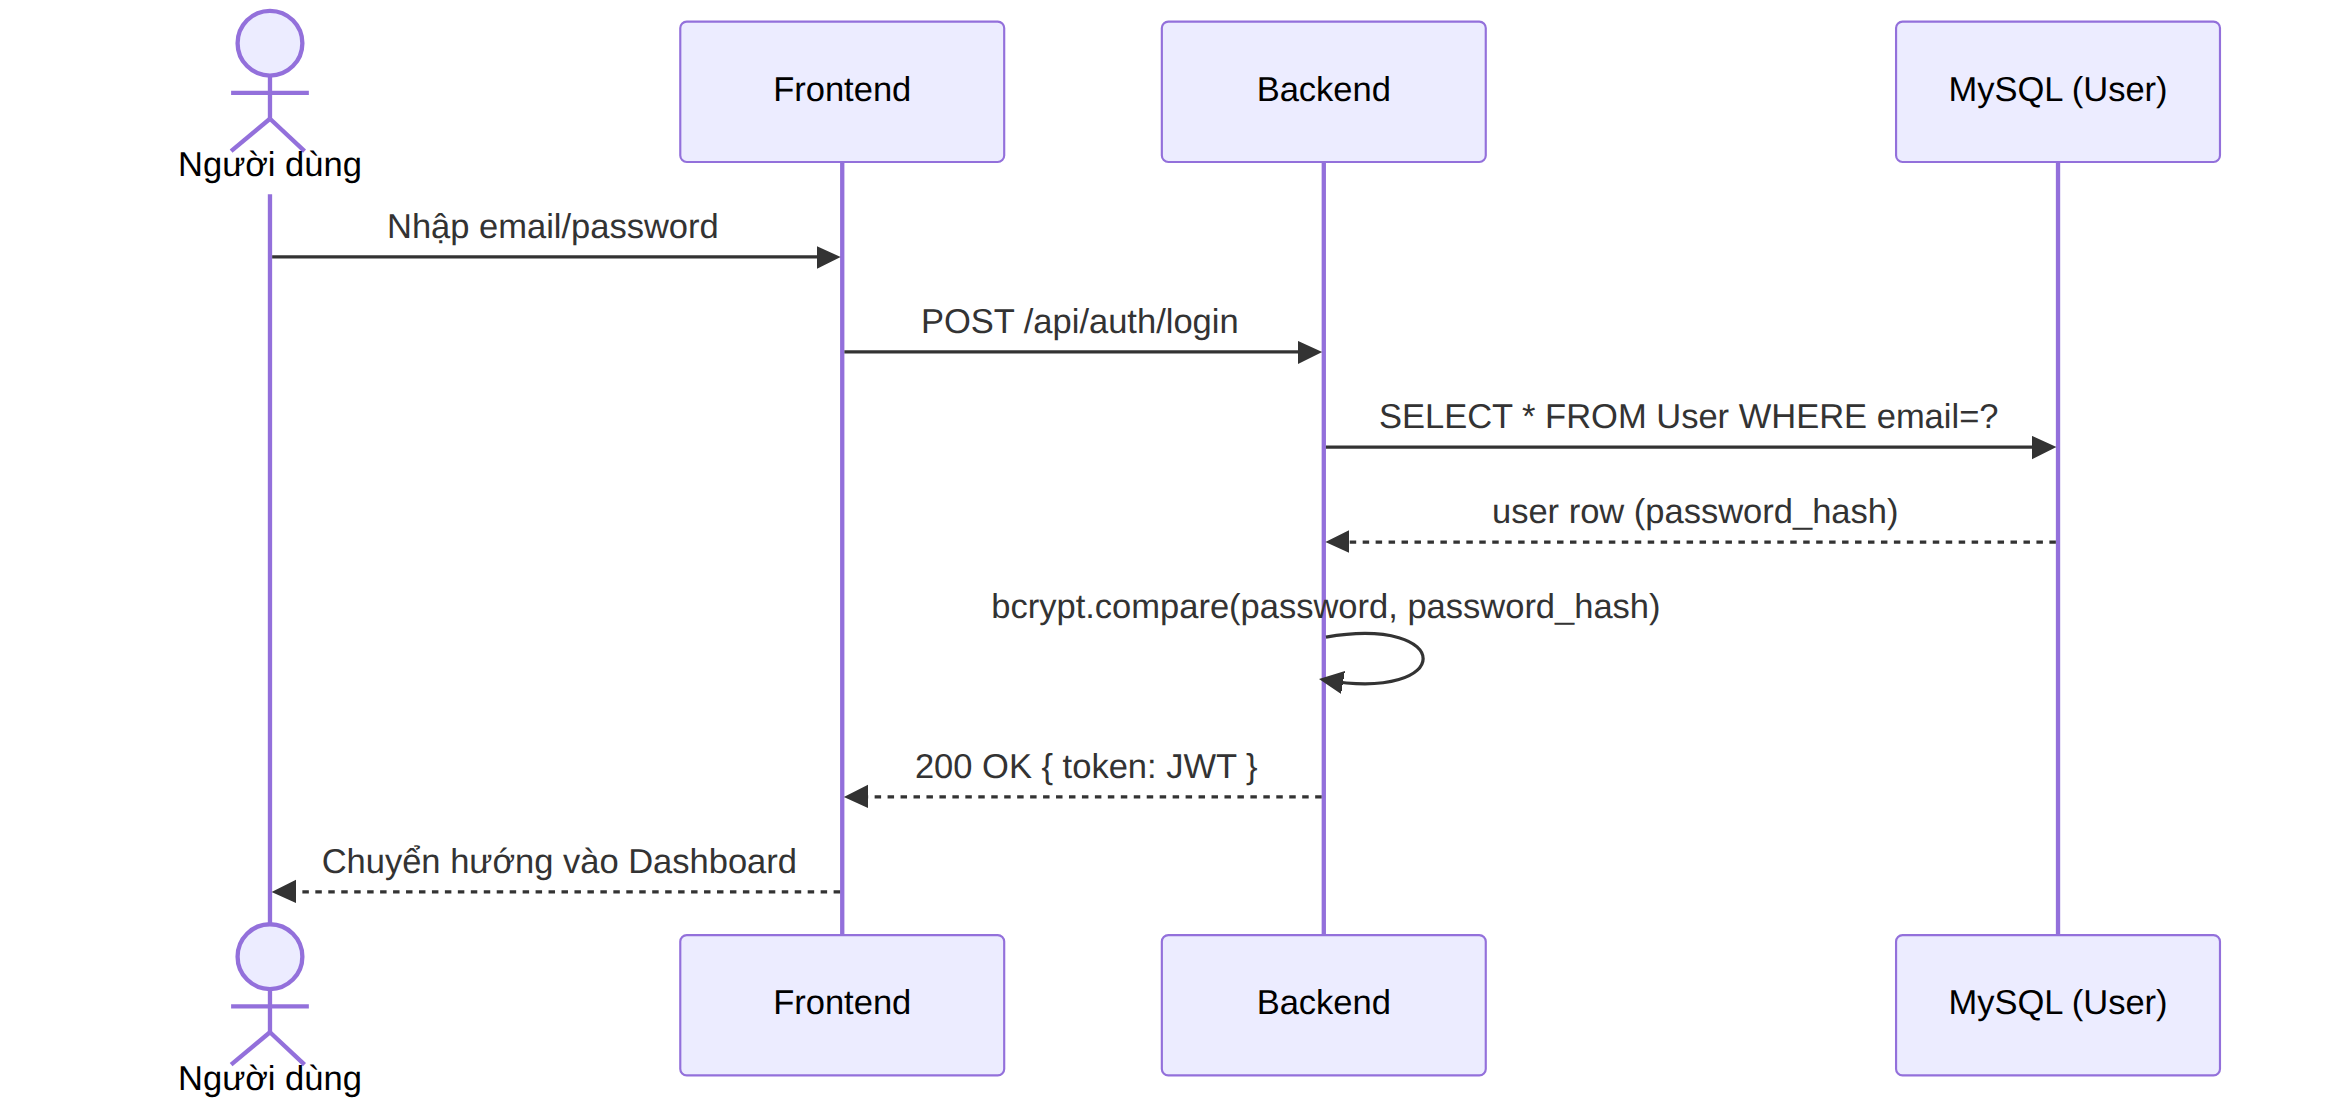 Người dùng
Frontend
Backend
MySQL (User)
Nhập email/password
POST /api/auth/login
SELECT * FROM User WHERE email=?
user row (password_hash)
bcrypt.compare(password, password_hash)
200 OK { token: JWT }
Chuyển hướng vào Dashboard
Người dùng
Frontend
Backend
MySQL (User)